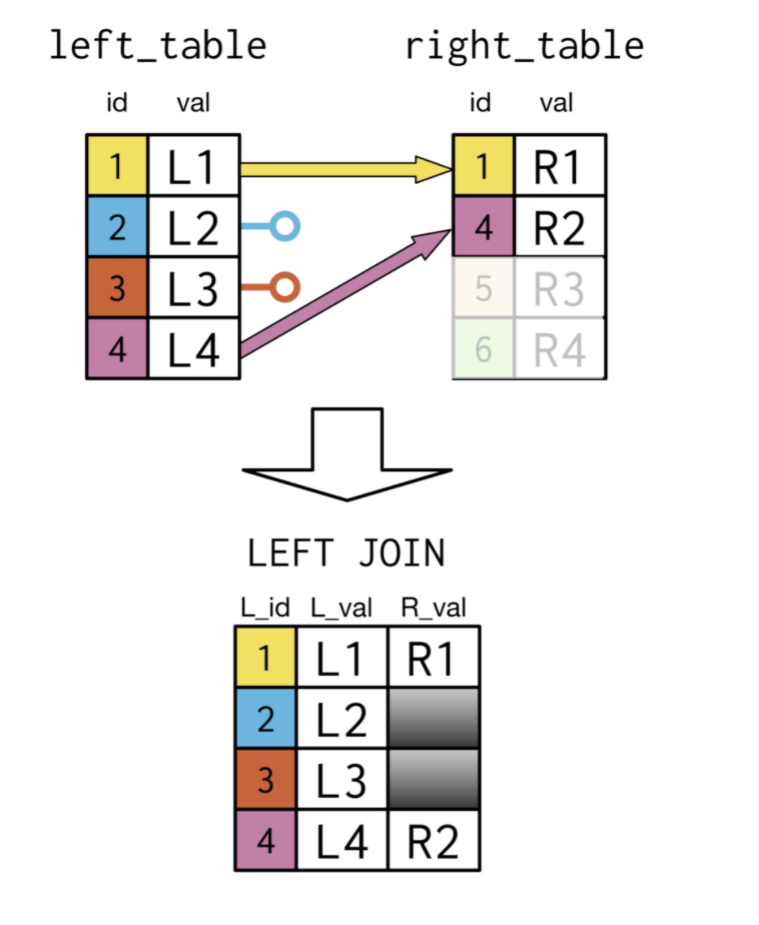 left_table right_table
id val id val
1 L1 1 R1
2 L2 4 R2
3 L3 5 R3
4 L4 6 R4
LEFT JOIN
L_id L_val R_val
1 L1 R1
2 L2
3 L3
4 L4 R2